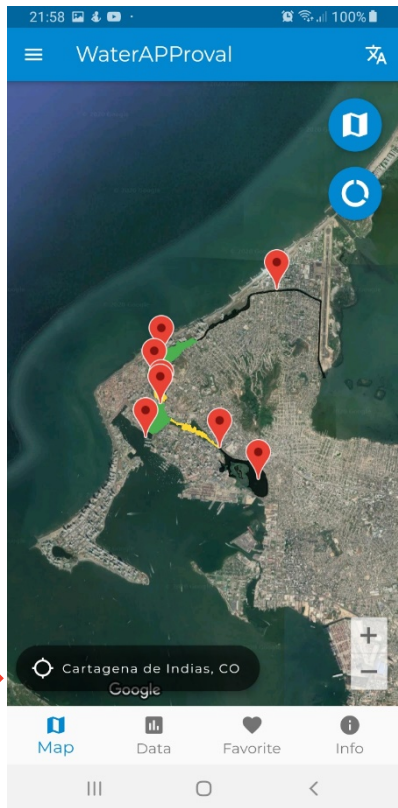 21:58 100%
WaterAPProval
Cartagena de Indias, CO
Google
Map Data Favorite Info